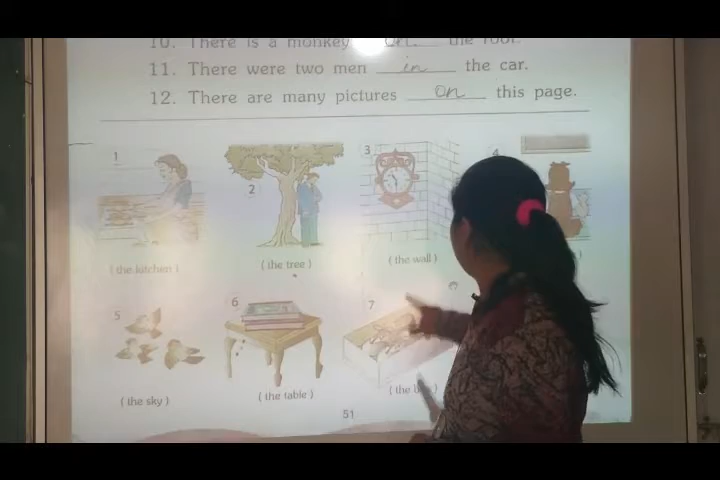 10. There is a monkey on the roof.
11. There were two men in the car.
12. There are many pictures on this page.
1
2
3
4
(the kitchen)
(the tree)
(the wall)
5
6
7
(the sky)
(the table)
(the
51